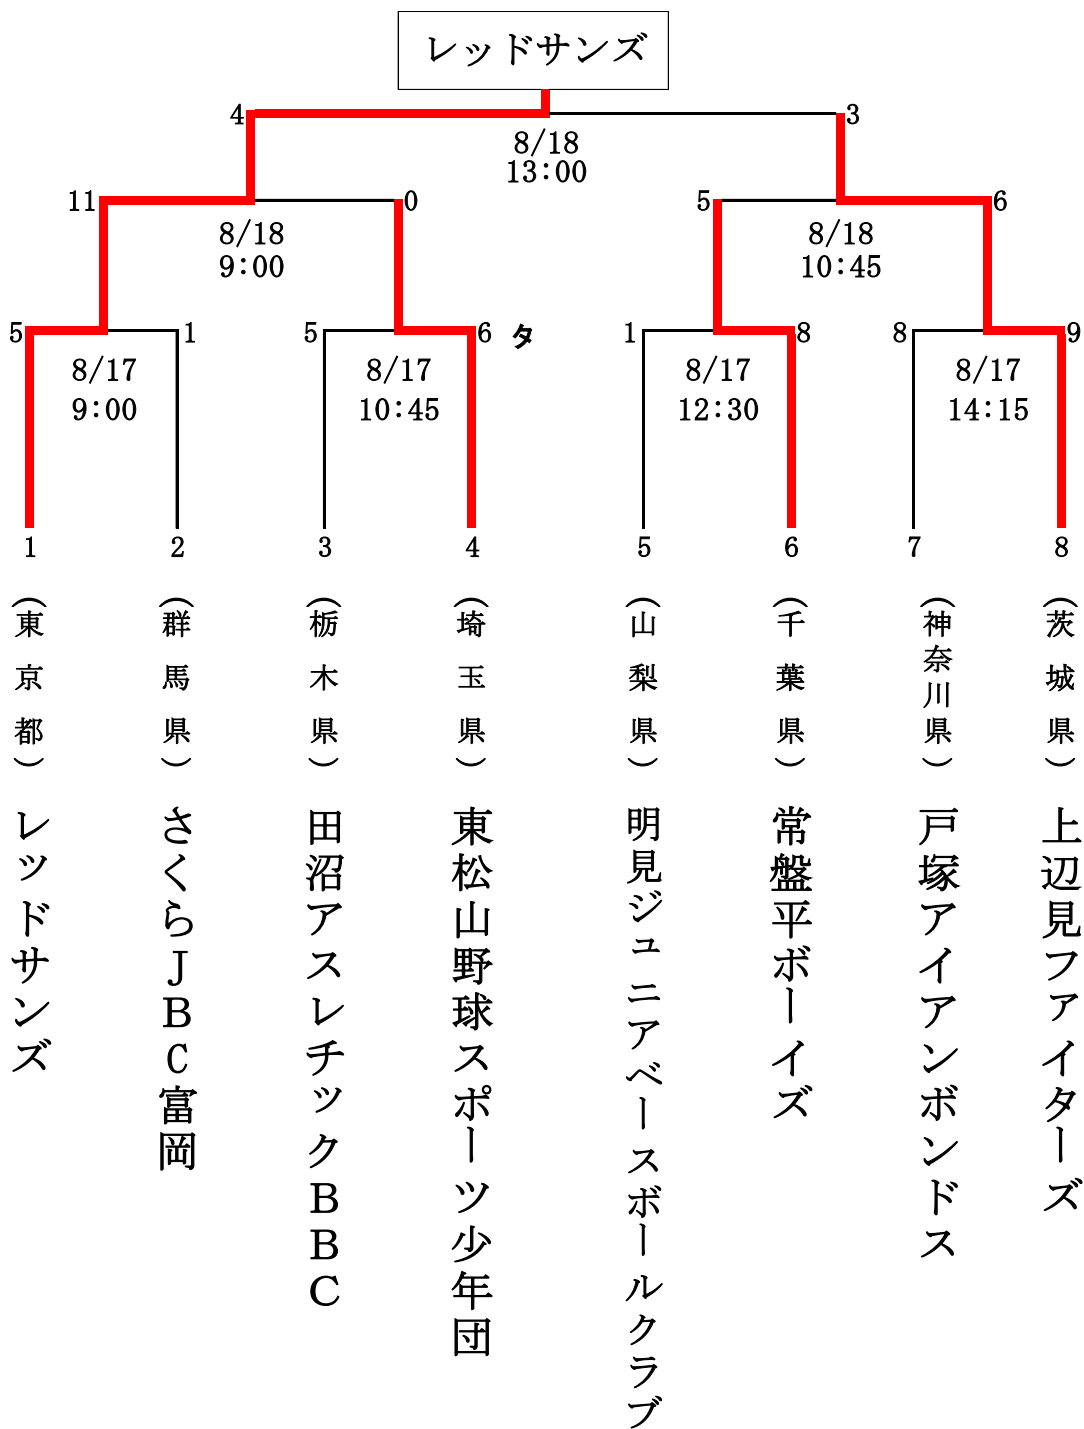 レッドサンズ
4 3
8/18
13:00
11 0 5 6
8/18 8/18
9:00 10:45
5 1 5 6 タ 1 8 8 9
8/17 8/17 8/17 8/17
9:00 10:45 12:30 14:15
1 2 3 4 5 6 7 8
（東京都）レッドサンズ
（群馬県）さくらＪＢＣ富岡
（栃木県）田沼アスレチックＢＢＣ
（埼玉県）東松山野球スポーツ少年団
（山梨県）明見ジュニアベースボールクラブ
（千葉県）常盤平ボーイズ
（神奈川県）戸塚アイアンボンドス
（茨城県）上辺見ファイターズ